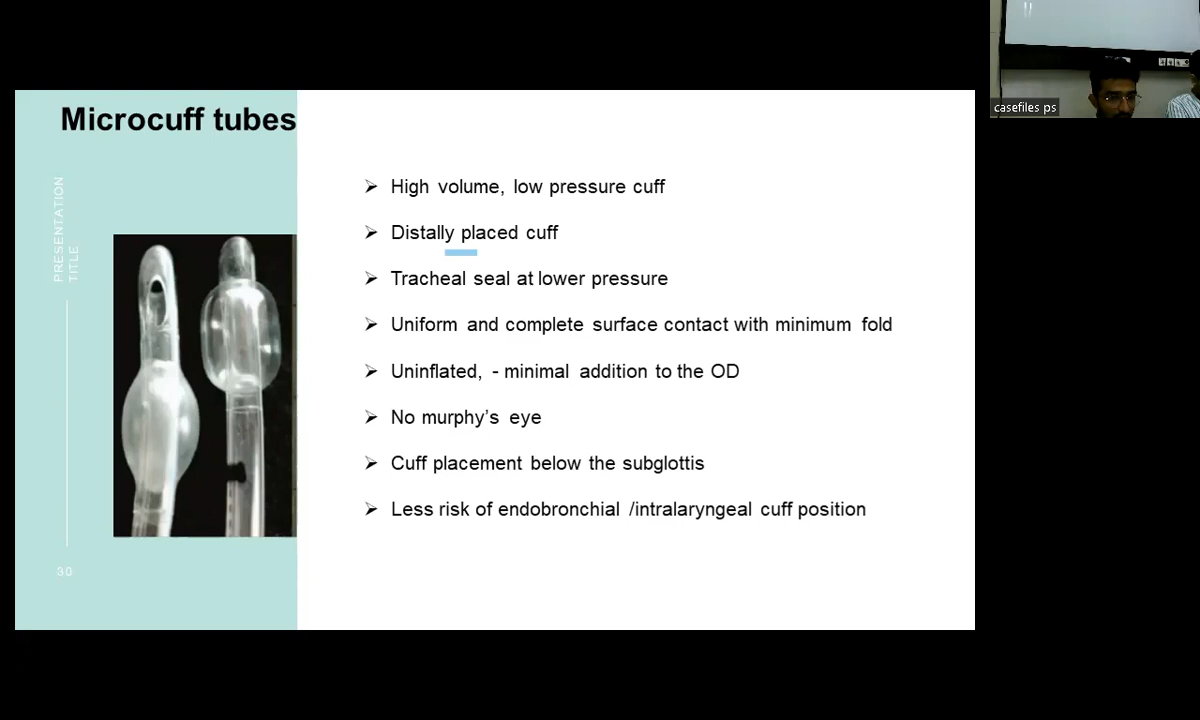 Microcuff tubes
PRESENTATION
TITLE
➢ High volume, low pressure cuff
➢ Distally placed cuff
➢ Tracheal seal at lower pressure
➢ Uniform and complete surface contact with minimum fold
➢ Uninflated, - minimal addition to the OD
➢ No murphy’s eye
➢ Cuff placement below the subglottis
➢ Less risk of endobronchial /intralaryngeal cuff position
30
casefiles ps